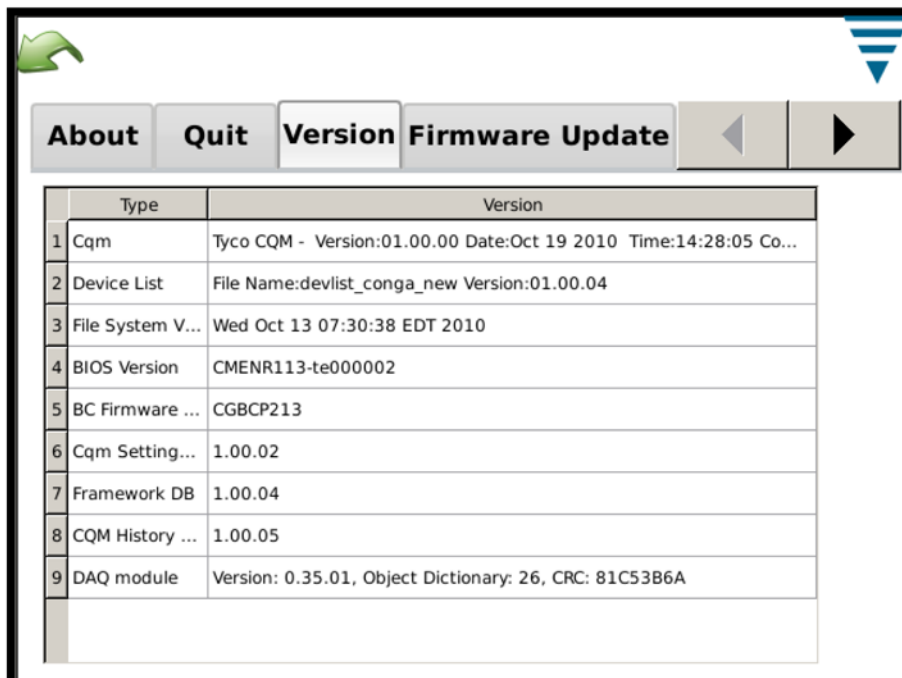 About Quit Version Firmware Update
Type Version
1 Cqm Tyco CQM - Version:01.00.00 Date:Oct 19 2010 Time:14:28:05 Co...
2 Device List File Name:devlist_conga_new Version:01.00.04
3 File System V... Wed Oct 13 07:30:38 EDT 2010
4 BIOS Version CMENR113-te000002
5 BC Firmware ... CGBCP213
6 Cqm Setting... 1.00.02
7 Framework DB 1.00.04
8 CQM History ... 1.00.05
9 DAQ module Version: 0.35.01, Object Dictionary: 26, CRC: 81C53B6A